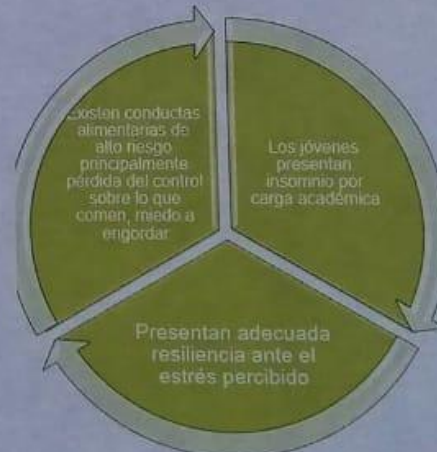 Existen conductas
alimentarias de
alto riesgo
principalmente
pérdida del control
sobre lo que
comen, miedo a
engordar
Los jóvenes
presentan
insomnio por
carga académica
Presentan adecuada
resiliencia ante el
estrés percibido